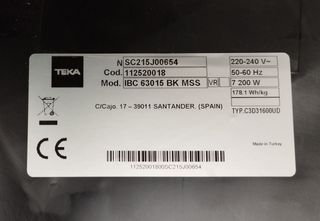 TEKA
N SC215J00654
Cod. 112520018
Mod. IBC 63015 BK MSS VR
220-240 V~
50-60 Hz
7 200 W
178.1 Wh/kg
C/Cajo. 17 – 39011 SANTANDER. (SPAIN)
TYP.C3D31600UD
CE
Made in Turkey
11252001800SC215J00654